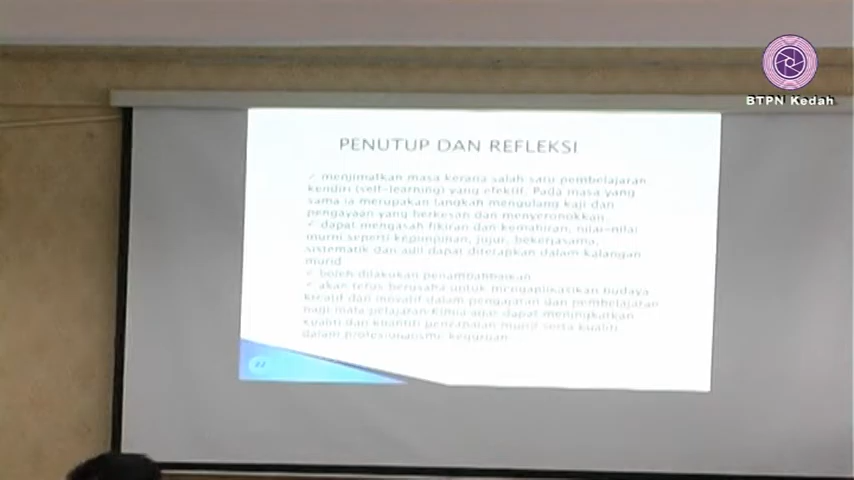 BTPN Kedah
PENUTUP DAN REFLEKSI
✓ menjimatkan masa kerana salah satu pembelajaran
kendiri (self-learning) yang efektif. Pada masa yang
sama ia merupakan langkah mengulang kaji dan
pengayaan yang berkesan dan menyeronokkan
✓ dapat mengasah fikiran dan kemahiran, nilai-nilai
murni seperti kepimpinan, jujur, bekerjasama,
sistematik dan adil dapat diterapkan dalam kalangan
murid
✓ boleh dilakukan penambahbaikan
✓ akan terus berusaha untuk mengaplikasikan budaya
kreatif dan inovatif dalam pengajaran dan pembelajaran
bagi mata pelajaran Kimia agar dapat meningkatkan
kualiti dan kuantiti pencapaian murid serta kualiti
dalam profesionalisme keguruan